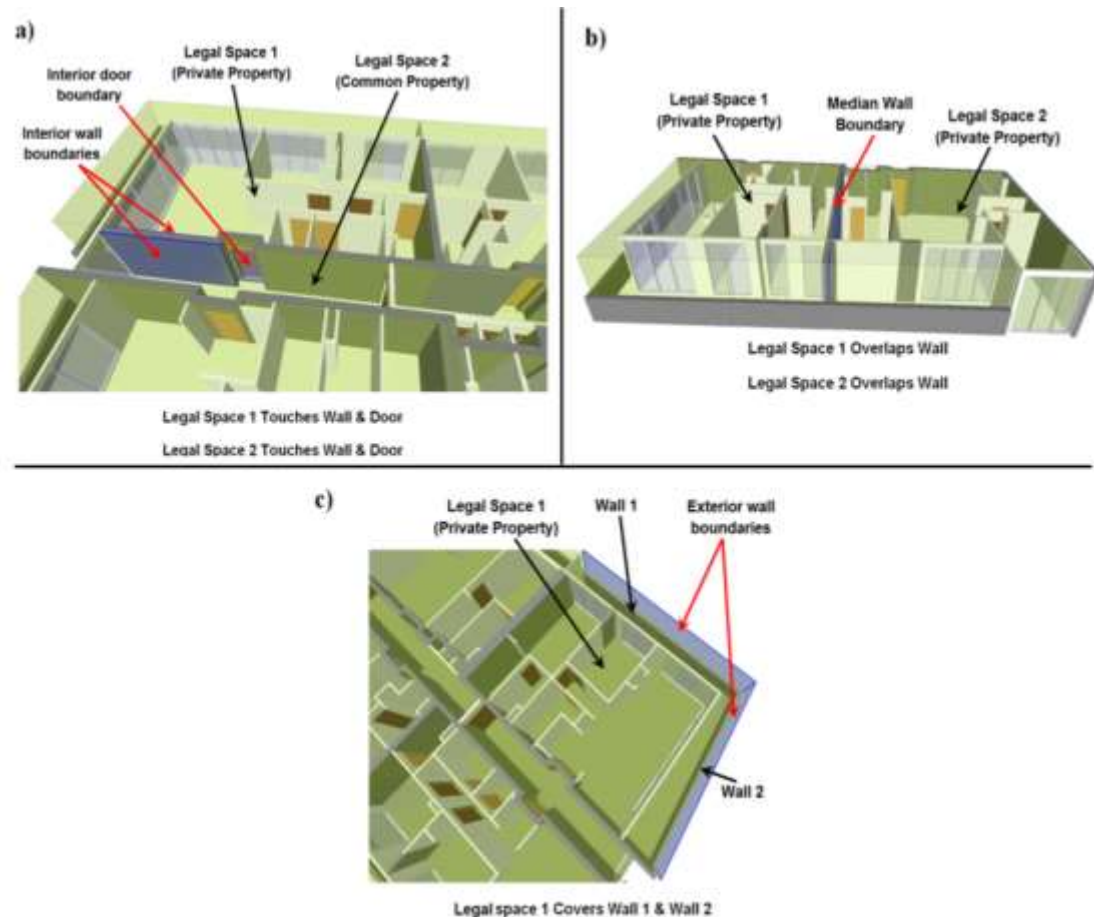 a)
Legal Space 1
(Private Property)
Legal Space 2
(Common Property)
Interior door
boundary
Interior wall
boundaries
Legal Space 1 Touches Wall & Door
Legal Space 2 Touches Wall & Door
b)
Legal Space 1
(Private Property)
Median Wall
Boundary
Legal Space 2
(Private Property)
Legal Space 1 Overlaps Wall
Legal Space 2 Overlaps Wall
c)
Legal Space 1
(Private Property)
Wall 1
Exterior wall
boundaries
Wall 2
Legal space 1 Covers Wall 1 & Wall 2